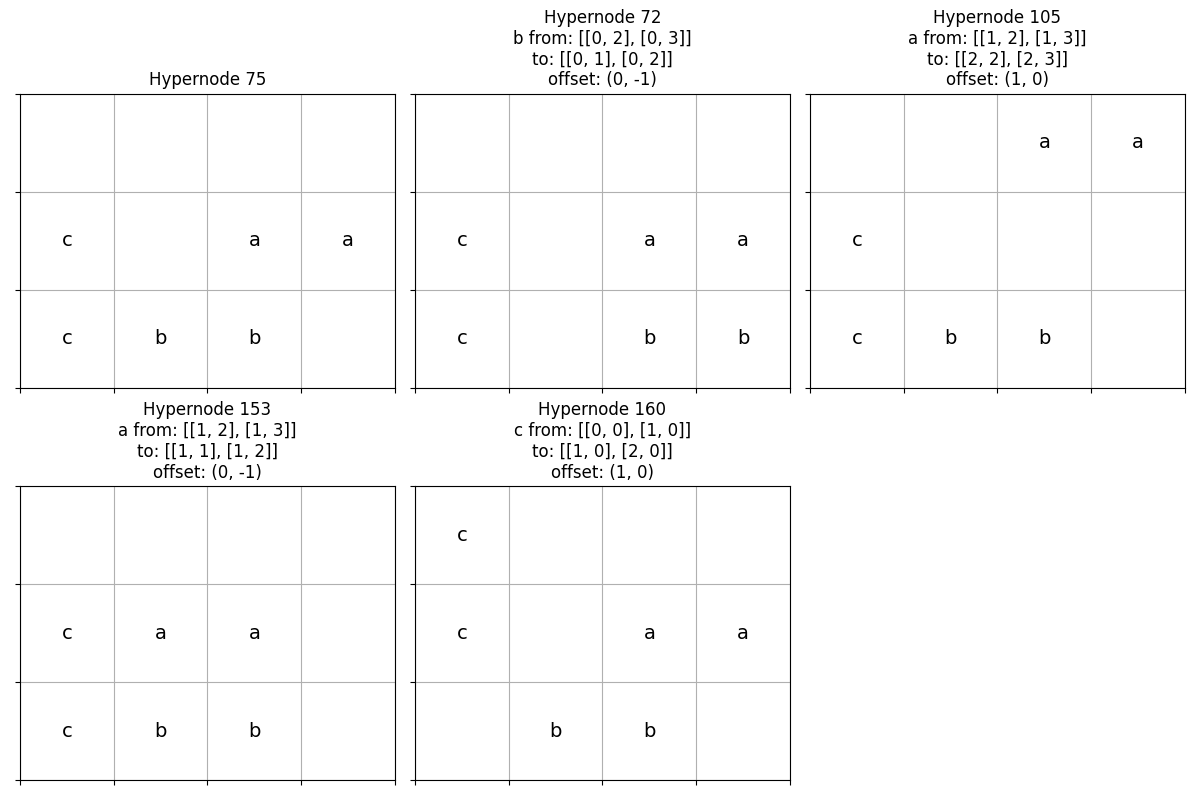 Hypernode 75
c a a
c b b
Hypernode 72
b from: [[0, 2], [0, 3]]
to: [[0, 1], [0, 2]]
offset: (0, -1)
c a a
c b b
Hypernode 105
a from: [[1, 2], [1, 3]]
to: [[2, 2], [2, 3]]
offset: (1, 0)
a a
c
c b b
Hypernode 153
a from: [[1, 2], [1, 3]]
to: [[1, 1], [1, 2]]
offset: (0, -1)
c a a
c b b
Hypernode 160
c from: [[0, 0], [1, 0]]
to: [[1, 0], [2, 0]]
offset: (1, 0)
c
c a a
b b